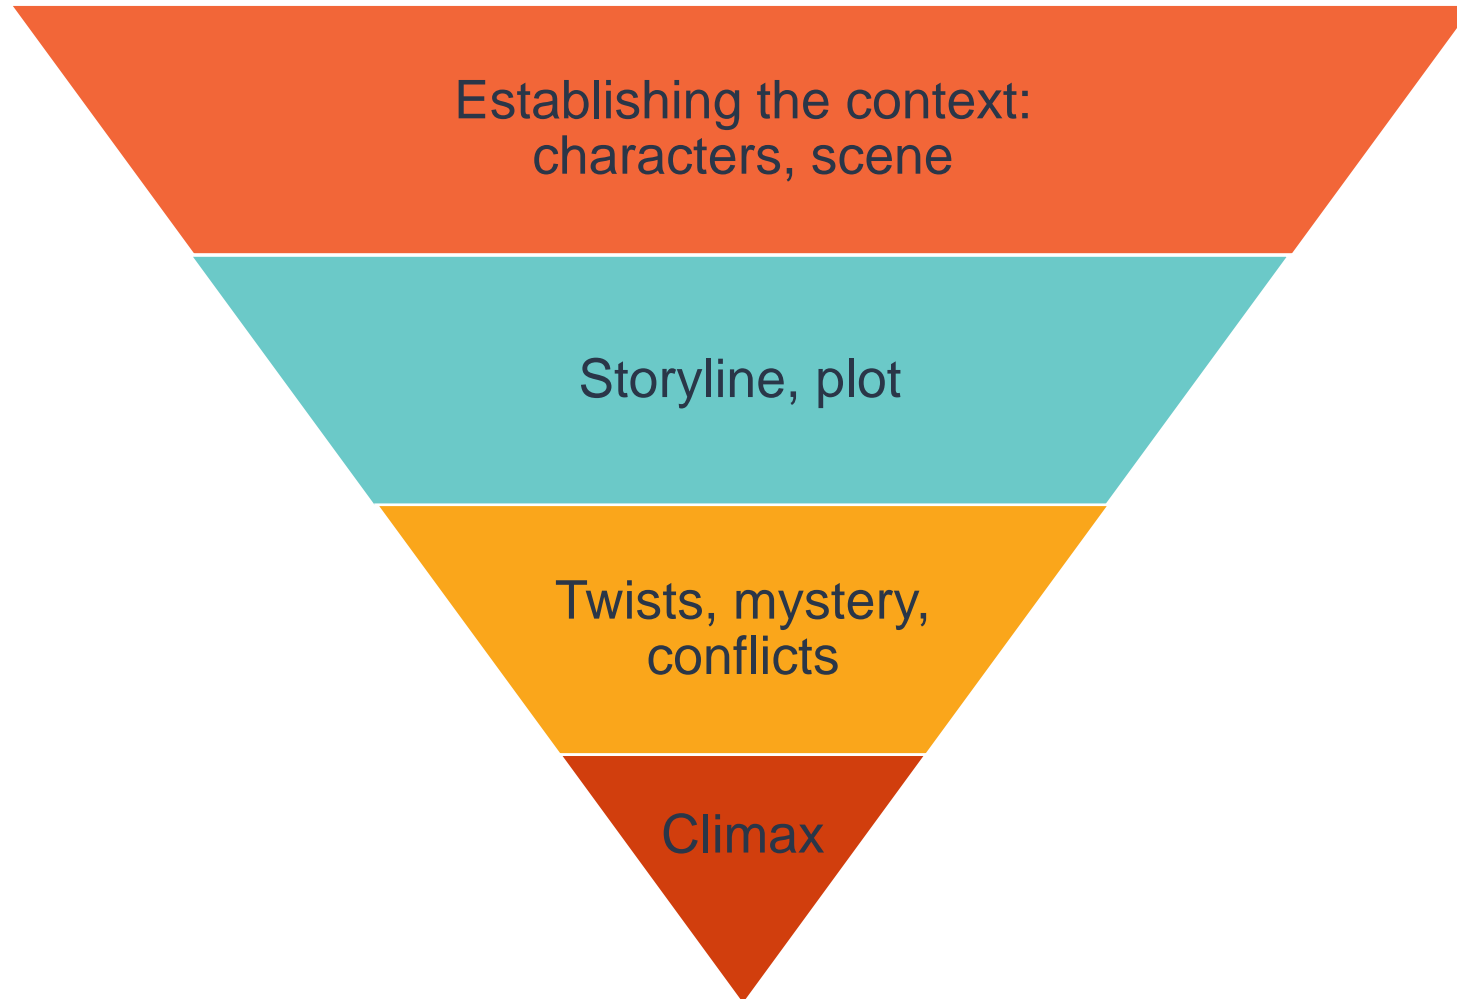 Establishing the context:
characters, scene
Storyline, plot
Twists, mystery,
conflicts
Climax